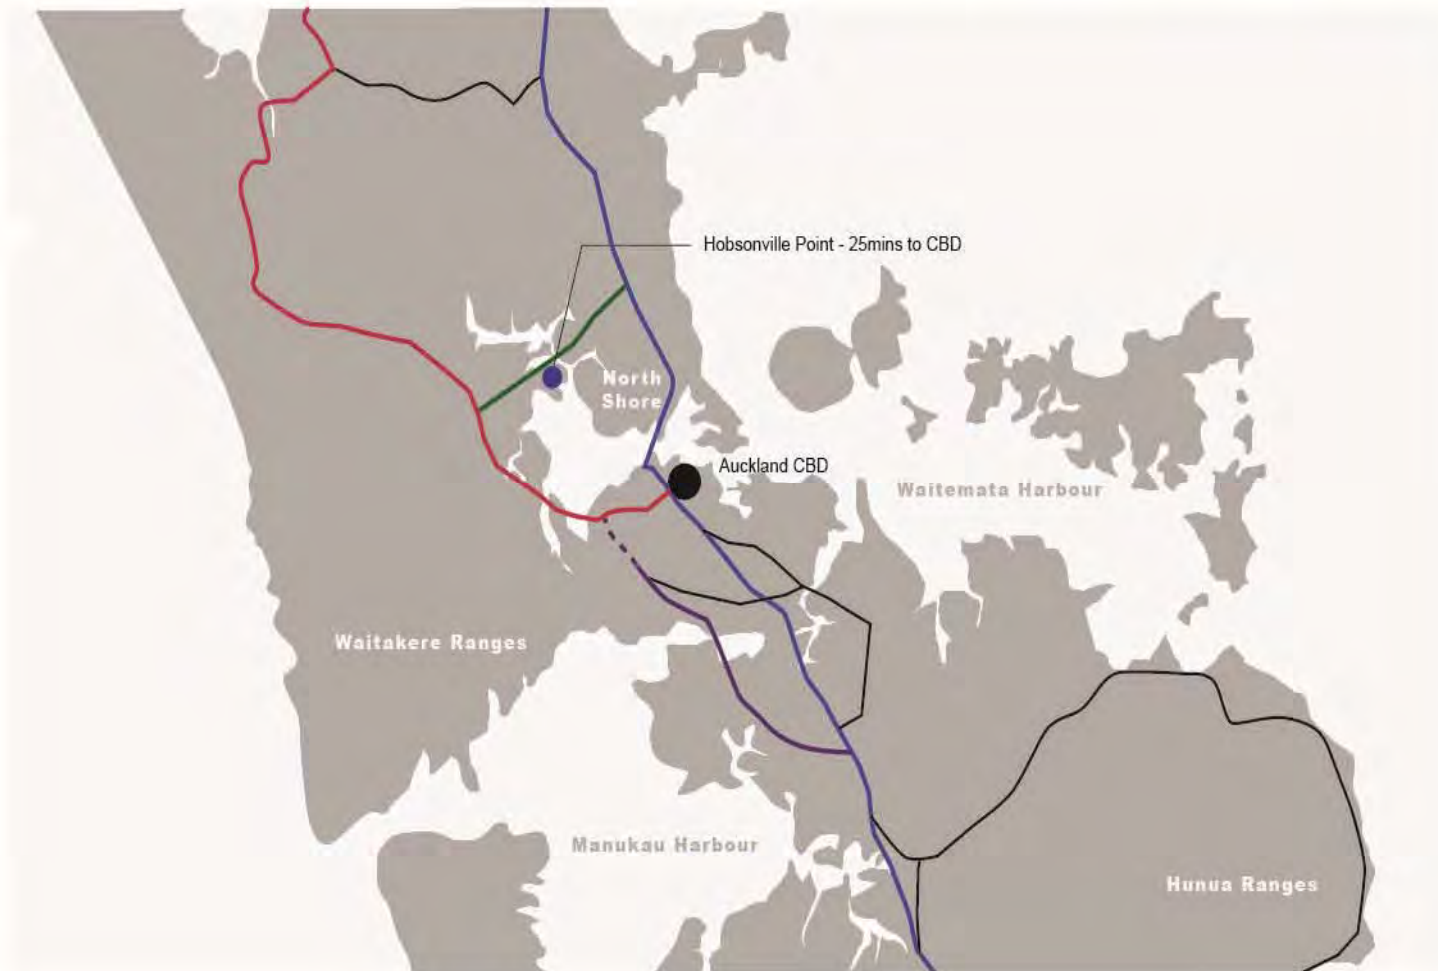 Hobsonville Point - 25mins to CBD
North
Shore
Auckland CBD
Waitemata Harbour
Waitakere Ranges
Manukau Harbour
Hunua Ranges